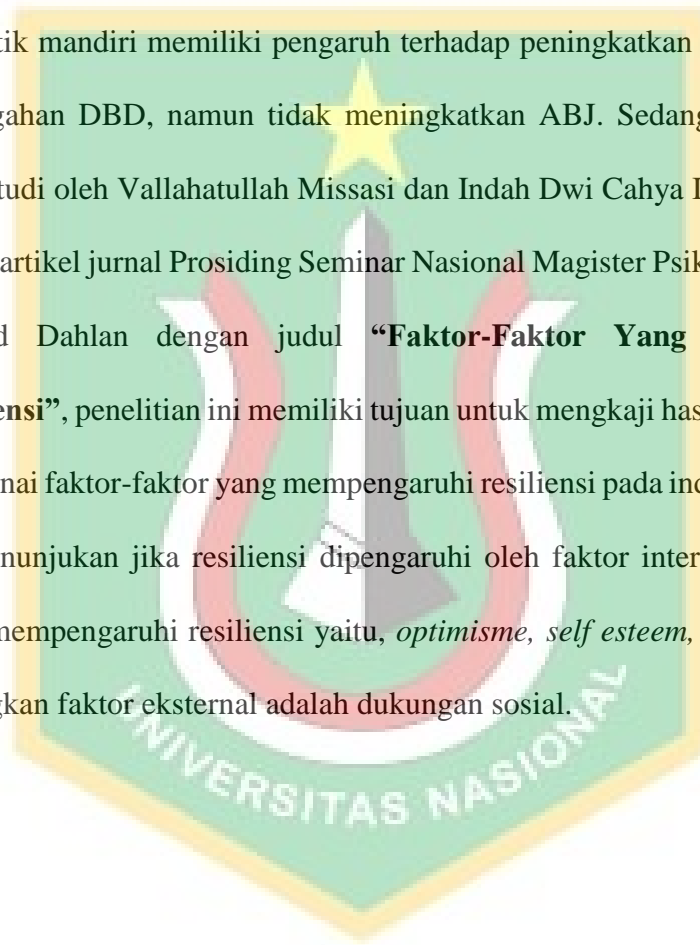 tik mandiri memiliki pengaruh terhadap peningkatkan
gahan DBD, namun tidak meningkatkan ABJ. Sedang
tudi oleh Vallahatullah Missasi dan Indah Dwi Cahya
artikel jurnal Prosiding Seminar Nasional Magister Psik
d Dahlan dengan judul “Faktor-Faktor Yang
ensi”, penelitian ini memiliki tujuan untuk mengkaji has
nai faktor-faktor yang mempengaruhi resiliensi pada ind
nunjukan jika resiliensi dipengaruhi oleh faktor inter
mempengaruhi resiliensi yaitu, optimisme, self esteem,
gkan faktor eksternal adalah dukungan sosial.
UNIVERSITAS NASIONAL